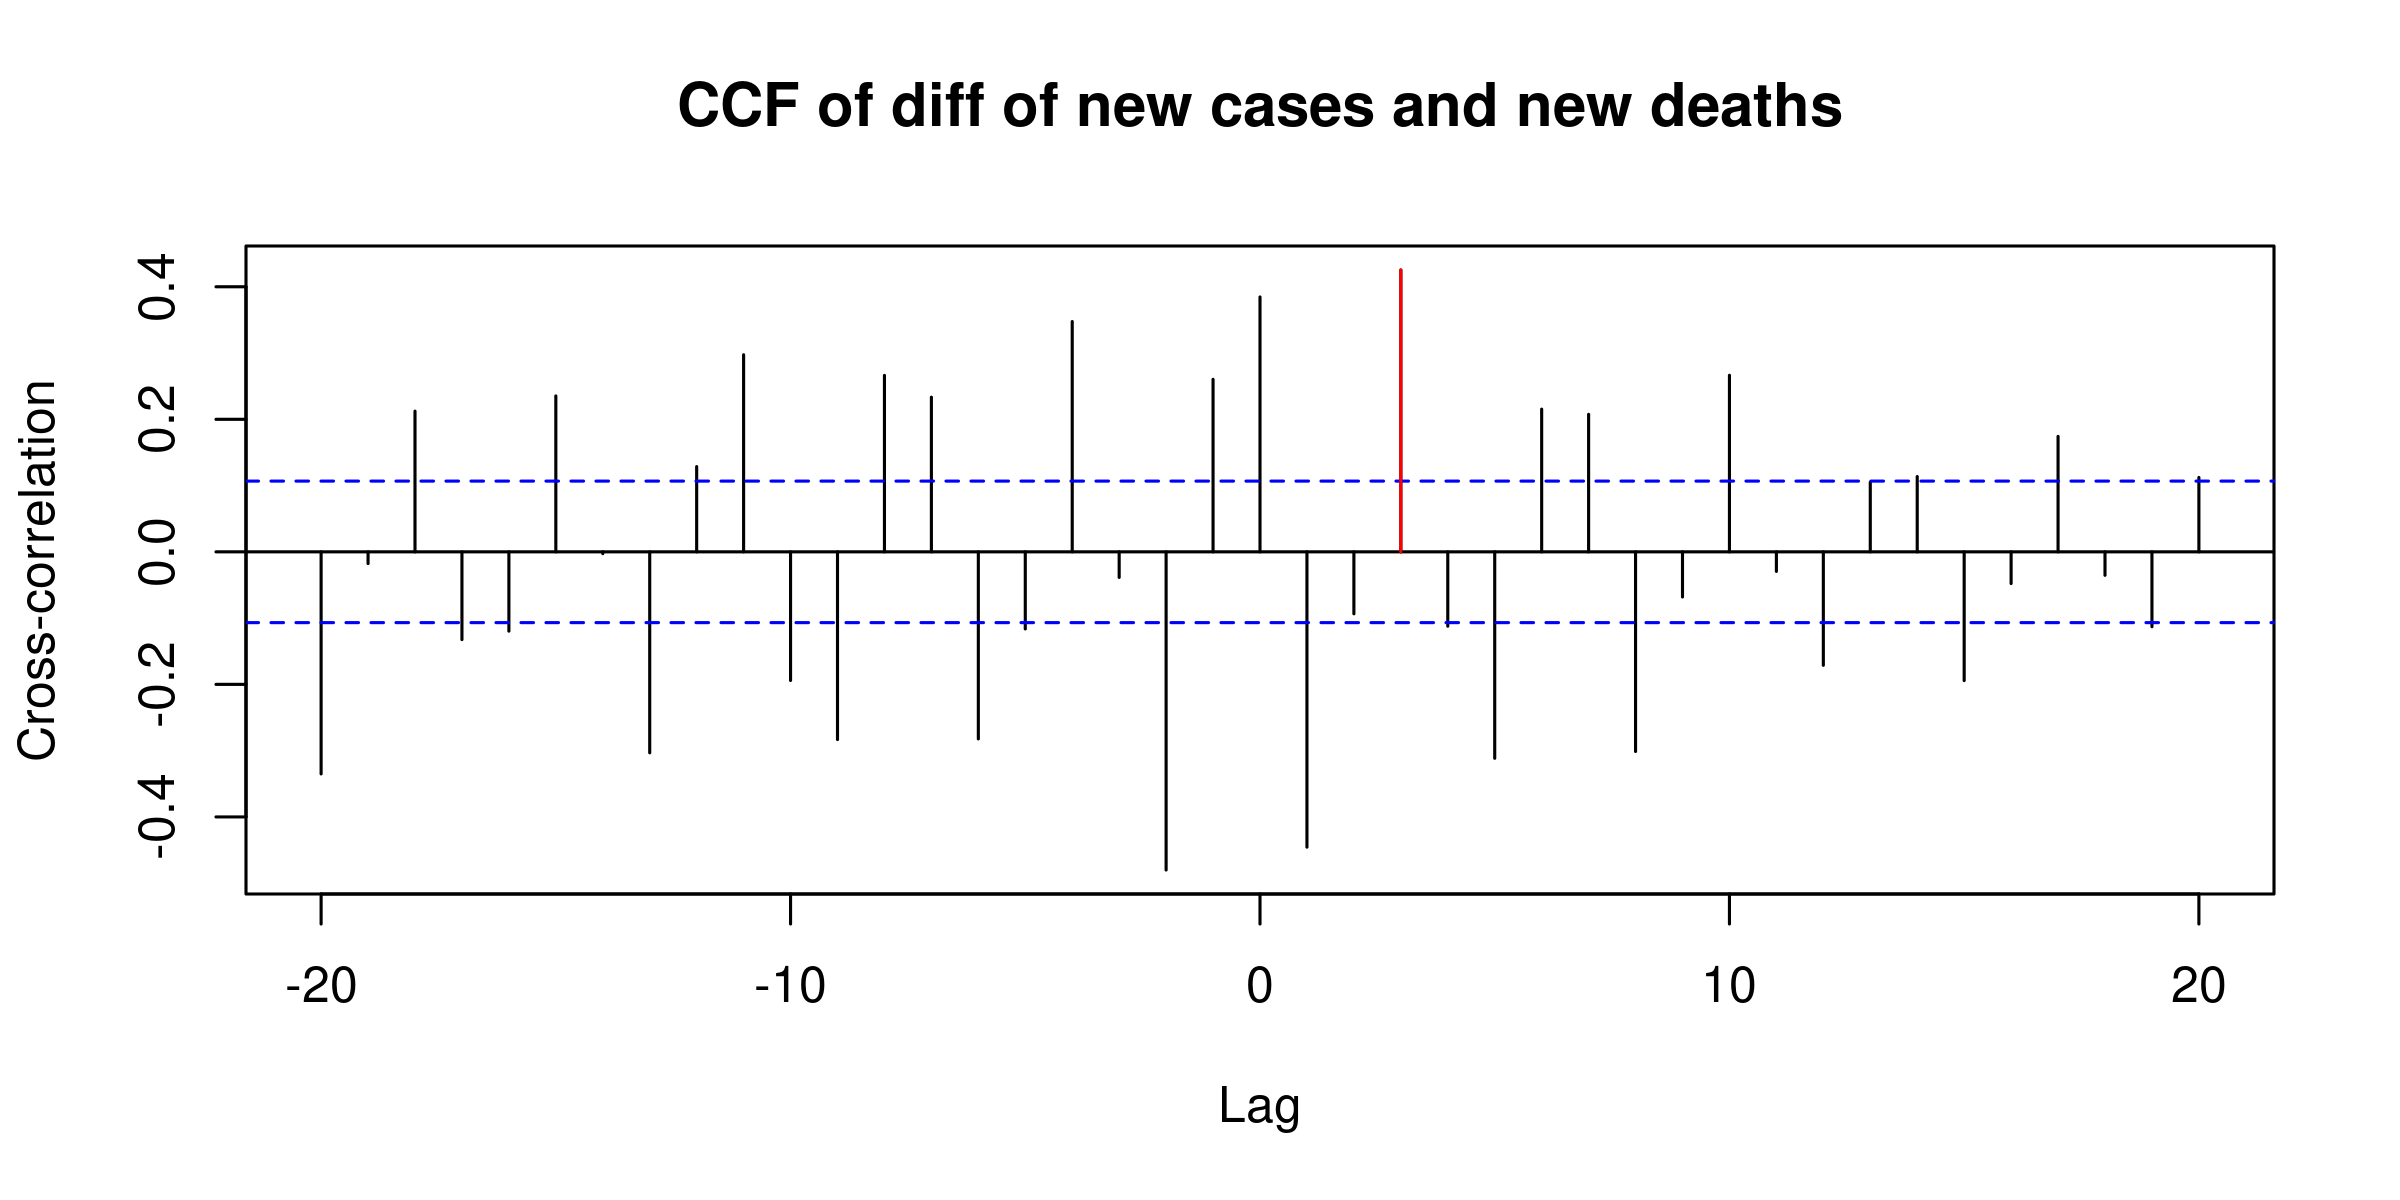 CCF of diff of new cases and new deaths
Cross-correlation
0.4
0.2
0.0
-0.2
-0.4
-20 -10 0 10 20
Lag